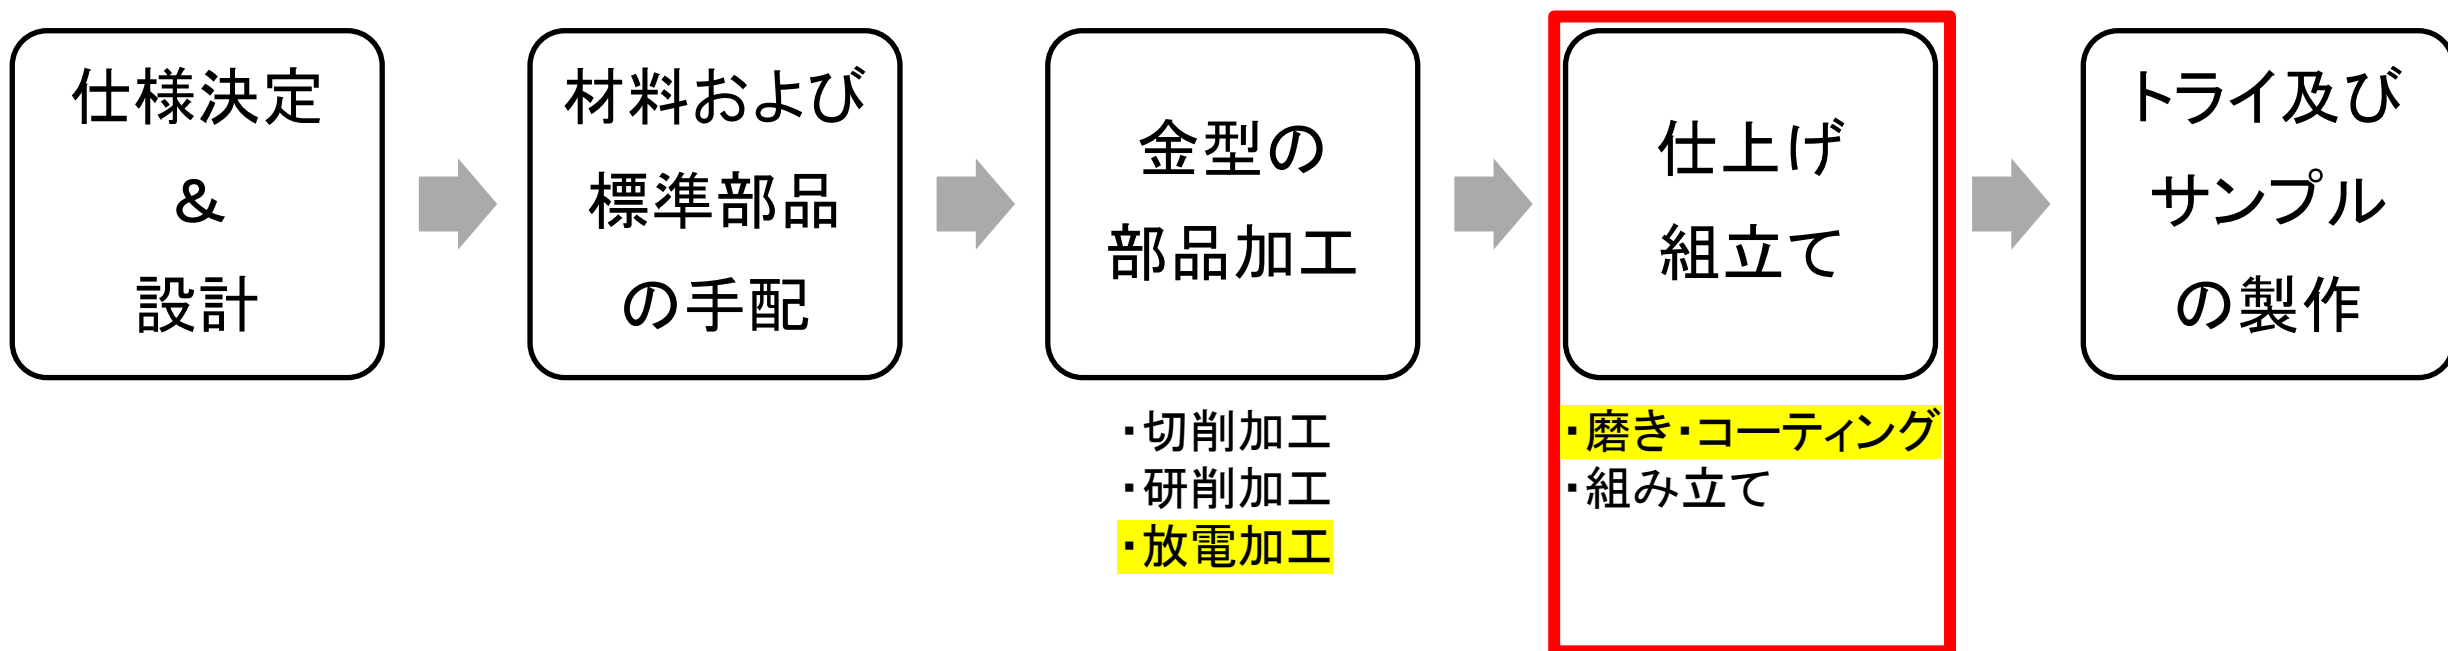 仕様決定
&
設計
材料および
標準部品
の手配
金型の
部品加工
・切削加工
・研削加工
・放電加工
仕上げ
組立て
・磨き・コーティング
・組み立て
トライ及び
サンプル
の製作